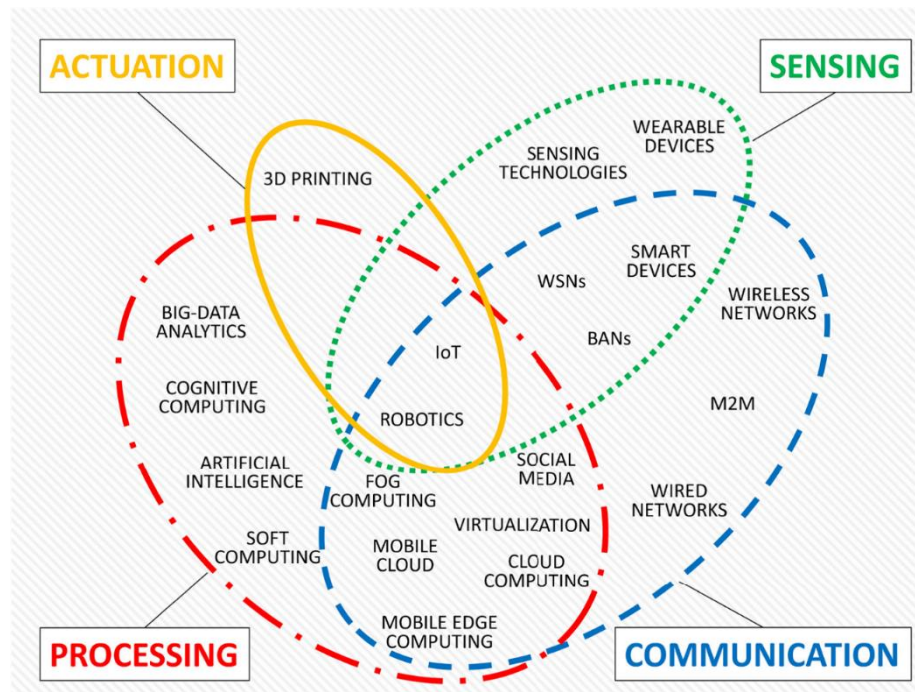 ACTUATION
SENSING
WEARABLE
DEVICES
SENSING
TECHNOLOGIES
3D PRINTING
SMART
DEVICES
WSNs
WIRELESS
NETWORKS
BIG-DATA
ANALYTICS
BANs
IoT
COGNITIVE
COMPUTING
M2M
ROBOTICS
ARTIFICIAL
INTELLIGENCE
SOCIAL
MEDIA
FOG
COMPUTING
WIRED
NETWORKS
VIRTUALIZATION
SOFT
COMPUTING
MOBILE
CLOUD
CLOUD
COMPUTING
MOBILE EDGE
COMPUTING
PROCESSING
COMMUNICATION